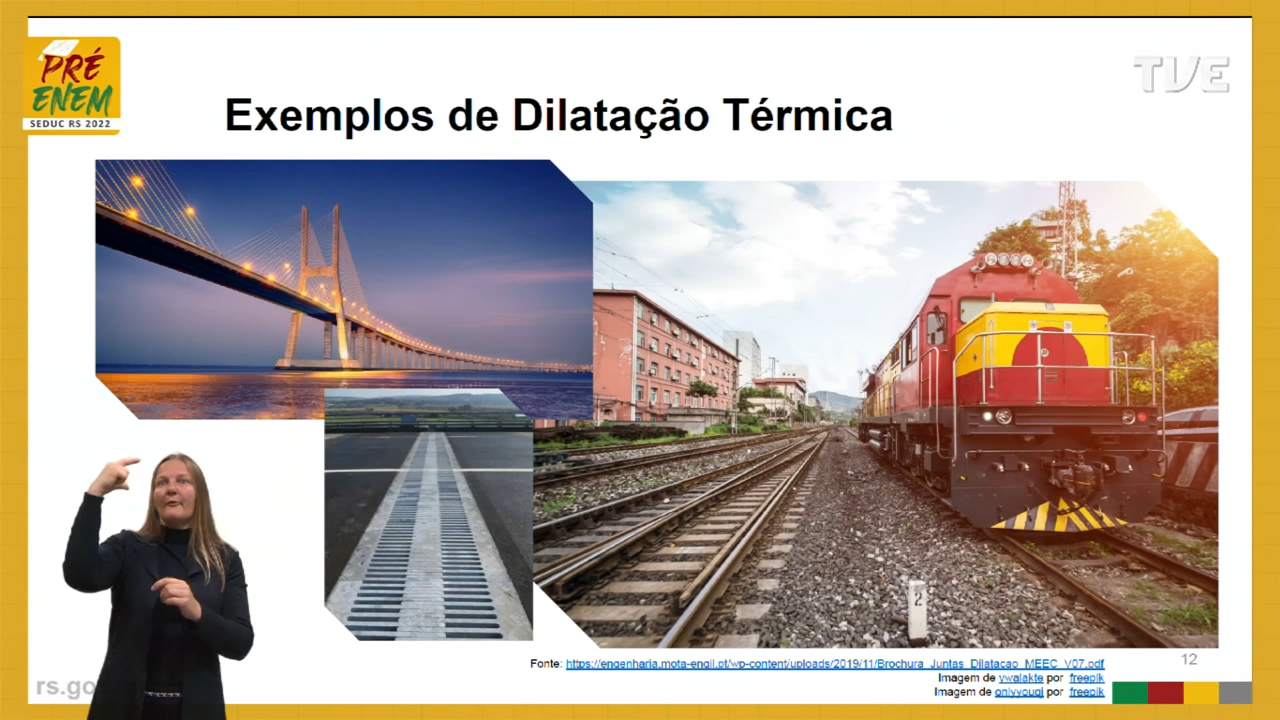 PRÉ
ENEM
SEDUC RS 2022
TVE
Exemplos de Dilatação Térmica
2
Fonte: https://engenharia.mota-engil.pt/wp-content/uploads/2019/11/Brochura_Juntas_Dilatacao_MEEC_V07.pdf
Imagem de vwalakte por freepik
Imagem de onlyyouqj por freepik
12
rs.go